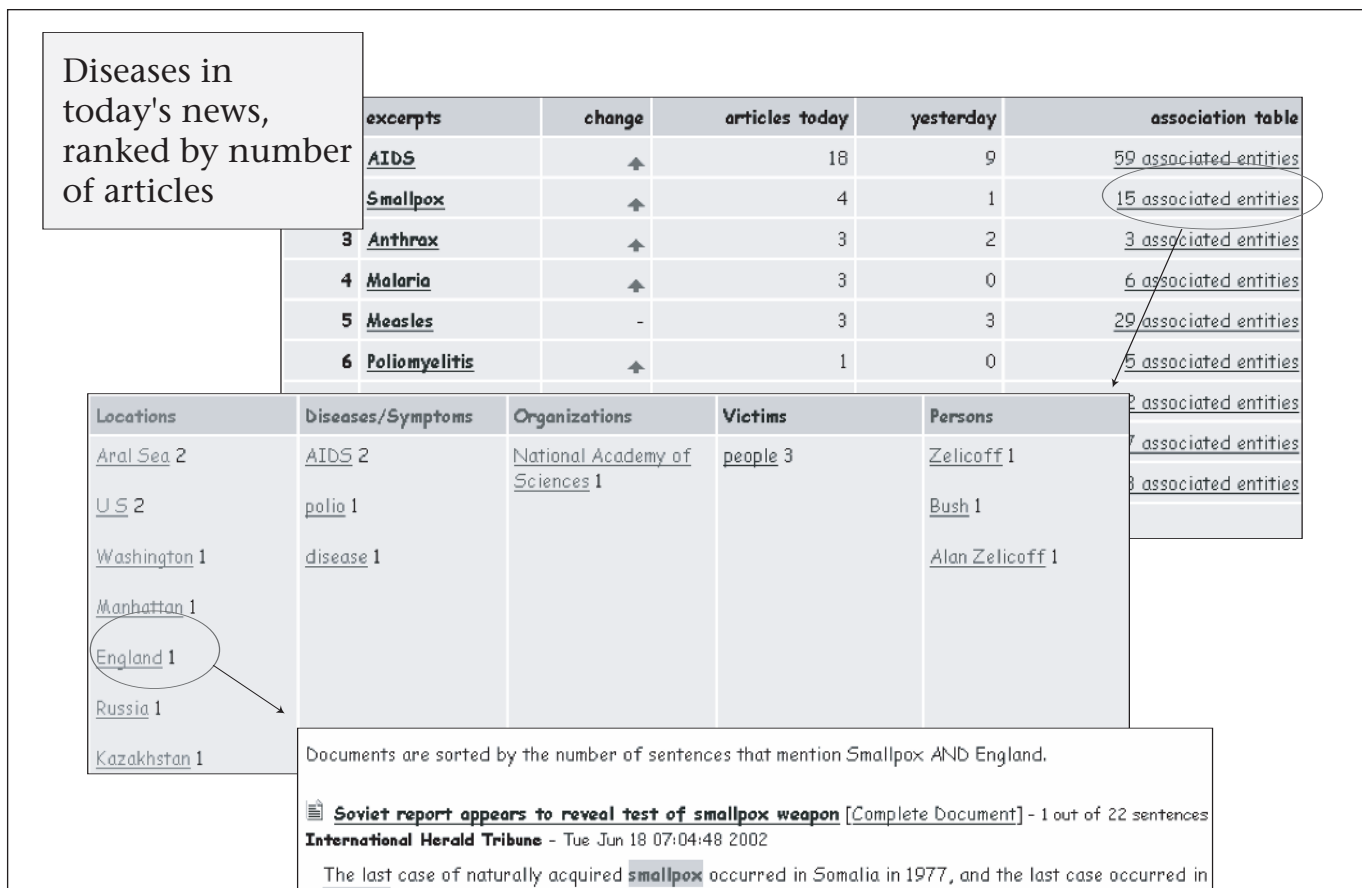 Diseases in
today's news,
ranked by number
of articles
excerpts change articles today yesterday association table
AIDS 18 9 59 associated entities
Smallpox 4 1 15 associated entities
3 Anthrax 3 2 3 associated entities
4 Malaria 3 0 6 associated entities
5 Measles - 3 3 29 associated entities
6 Poliomyelitis 1 0 5 associated entities
2 associated entities
7 associated entities
associated entities
Locations Diseases/Symptoms Organizations Victims Persons
Aral Sea 2 AIDS 2 National Academy of people 3 Zelicoff 1
Sciences 1
U S 2 polio 1 Bush 1
Washington 1 disease 1 Alan Zelicoff 1
Manhattan 1
England 1
Russia 1
Kazakhstan 1
Documents are sorted by the number of sentences that mention Smallpox AND England.
Soviet report appears to reveal test of smallpox weapon [Complete Document] - 1 out of 22 sentences
International Herald Tribune - Tue Jun 18 07:04:48 2002
The last case of naturally acquired smallpox occurred in Somalia in 1977, and the last case occurred in